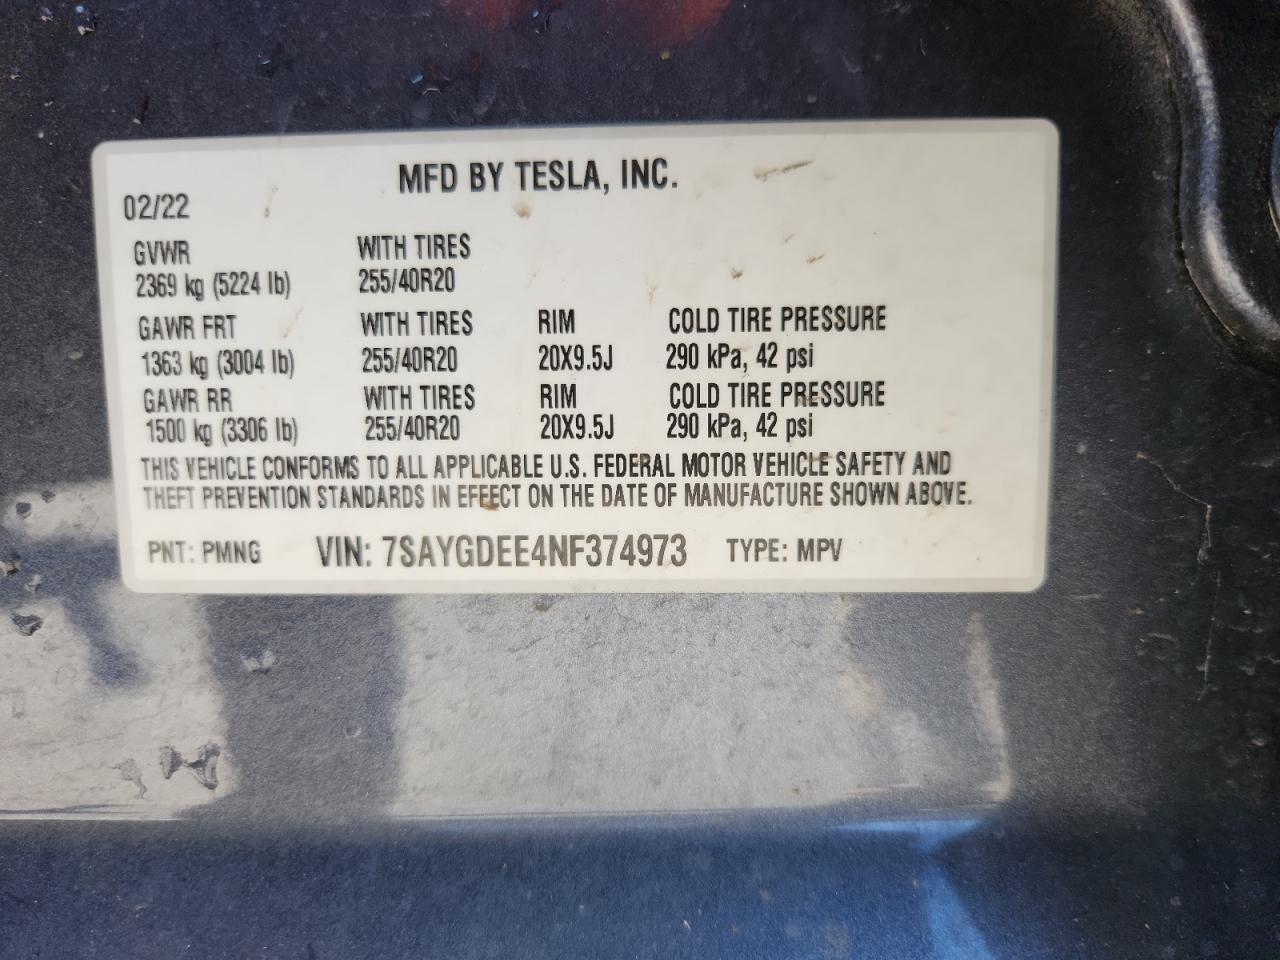 MFD BY TESLA, INC.
02/22
GVWR WITH TIRES
2369 kg (5224 lb) 255/40R20
GAWR FRT WITH TIRES RIM COLD TIRE PRESSURE
1363 kg (3004 lb) 255/40R20 20X9.5J 290 kPa, 42 psi
GAWR RR WITH TIRES RIM COLD TIRE PRESSURE
1500 kg (3306 lb) 255/40R20 20X9.5J 290 kPa, 42 psi
THIS VEHICLE CONFORMS TO ALL APPLICABLE U.S. FEDERAL MOTOR VEHICLE SAFETY AND
THEFT PREVENTION STANDARDS IN EFFECT ON THE DATE OF MANUFACTURE SHOWN ABOVE.
PNT: PMNG VIN: 7SAYGDEE4NF374973 TYPE: MPV